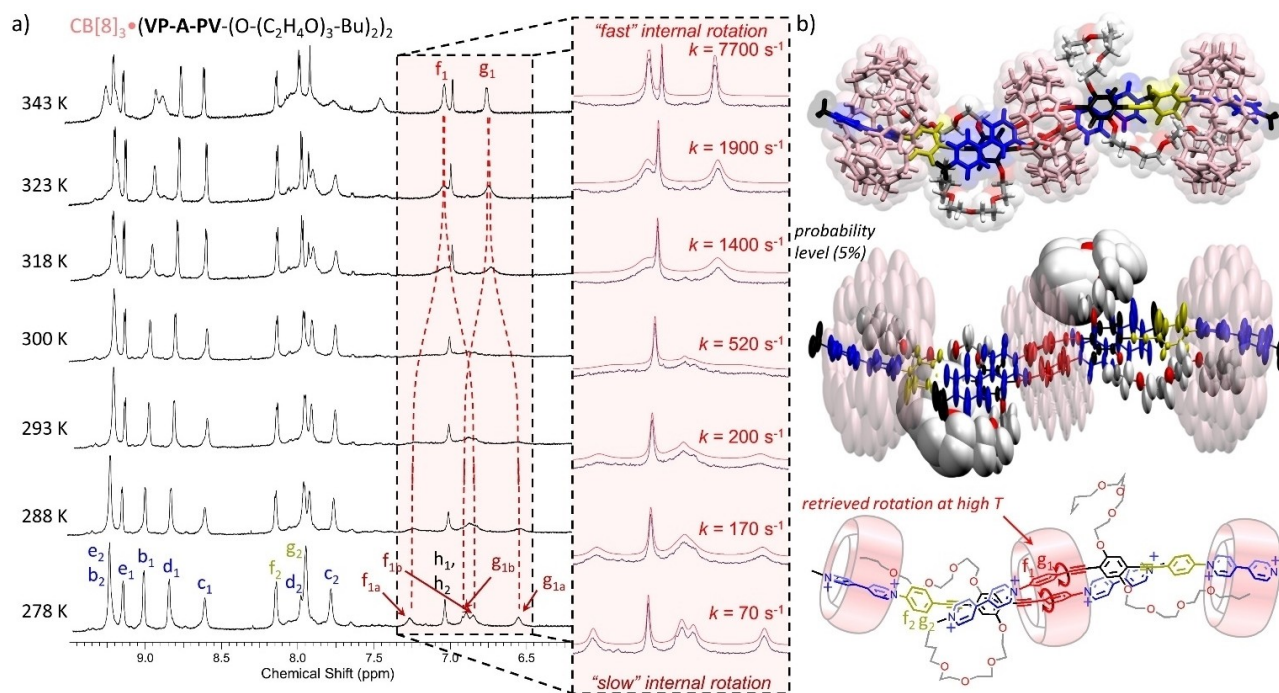 a)
CB[8]₃•(VP-A-PV-(O-(C₂H₄O)₃-Bu)₂)₂
343 K
323 K
318 K
300 K
293 K
288 K
278 K
f₁
g₁
e₂
b₂
e₁
b₁
d₁
c₁
f₂
g₂
d₂
c₂
f₁ₐ
f₁b
h₁,
h₂
g₁b
g₁ₐ
9.0
8.5
8.0
7.5
7.0
6.5
Chemical Shift (ppm)
"fast" internal rotation
k = 7700 s⁻¹
k = 1900 s⁻¹
k = 1400 s⁻¹
k = 520 s⁻¹
k = 200 s⁻¹
k = 170 s⁻¹
k = 70 s⁻¹
"slow" internal rotation
b)
probability
level (5%)
retrieved rotation at high T
f₁ g₁
f₂ g₂